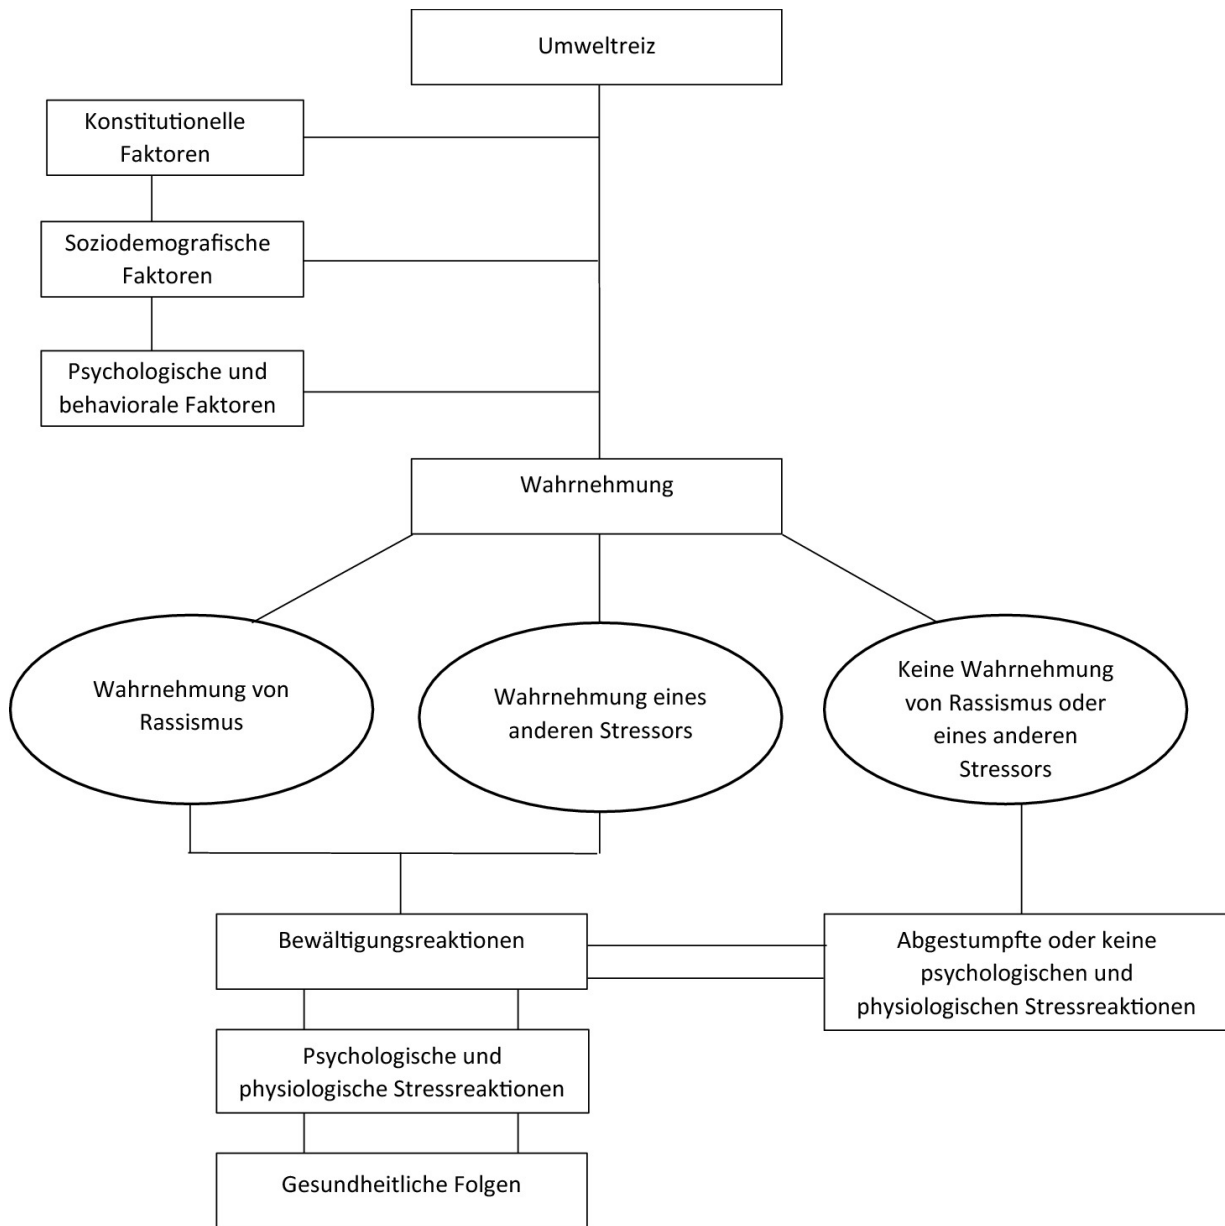 Umweltreiz
Konstitutionelle
Faktoren
Soziodemografische
Faktoren
Psychologische und
behaviorale Faktoren
Wahrnehmung
Wahrnehmung von
Rassismus
Wahrnehmung eines
anderen Stressors
Keine Wahrnehmung
von Rassismus oder
eines anderen
Stressors
Bewältigungsreaktionen
Abgestumpfte oder keine
psychologischen und
physiologischen Stressreaktionen
Psychologische und
physiologische Stressreaktionen
Gesundheitliche Folgen